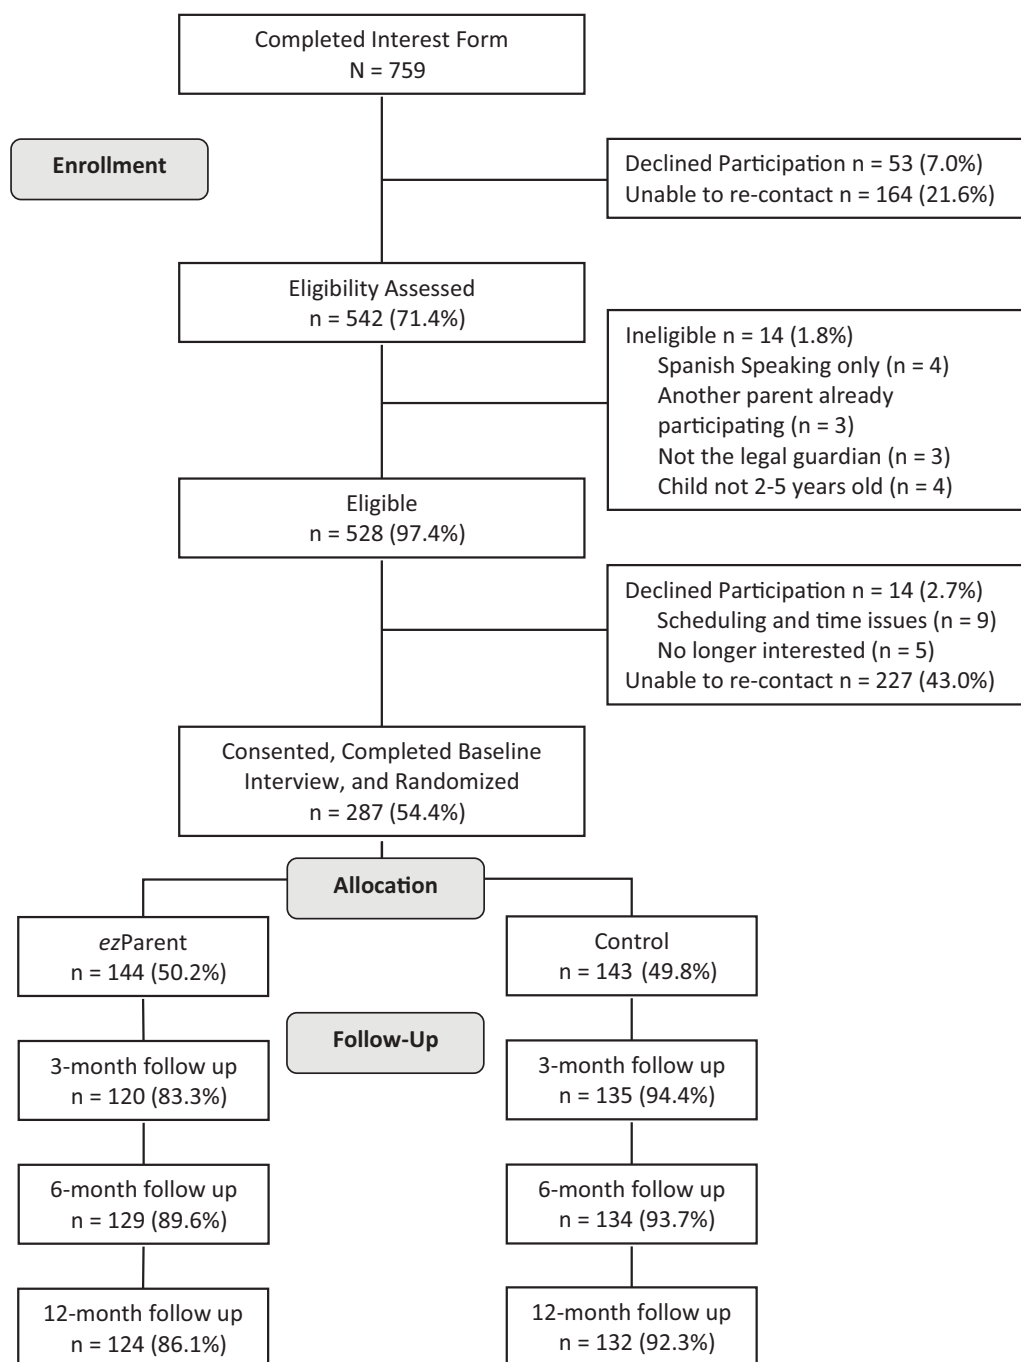 Completed Interest Form
N = 759
Enrollment
Declined Participation n = 53 (7.0%)
Unable to re-contact n = 164 (21.6%)
Eligibility Assessed
n = 542 (71.4%)
Ineligible n = 14 (1.8%)
Spanish Speaking only (n = 4)
Another parent already
participating (n = 3)
Not the legal guardian (n = 3)
Child not 2-5 years old (n = 4)
Eligible
n = 528 (97.4%)
Declined Participation n = 14 (2.7%)
Scheduling and time issues (n = 9)
No longer interested (n = 5)
Unable to re-contact n = 227 (43.0%)
Consented, Completed Baseline
Interview, and Randomized
n = 287 (54.4%)
Allocation
ezParent
n = 144 (50.2%)
Control
n = 143 (49.8%)
Follow-Up
3-month follow up
n = 120 (83.3%)
3-month follow up
n = 135 (94.4%)
6-month follow up
n = 129 (89.6%)
6-month follow up
n = 134 (93.7%)
12-month follow up
n = 124 (86.1%)
12-month follow up
n = 132 (92.3%)